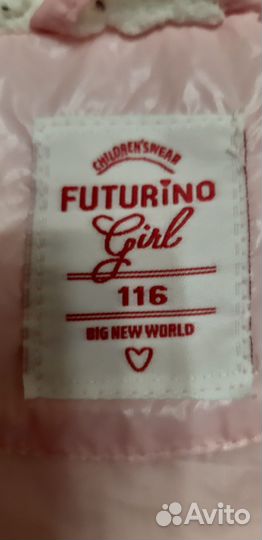 CHILDREN'SWEAR
FUTURiNO
Girl
116
BIG NEW WORLD
Avito